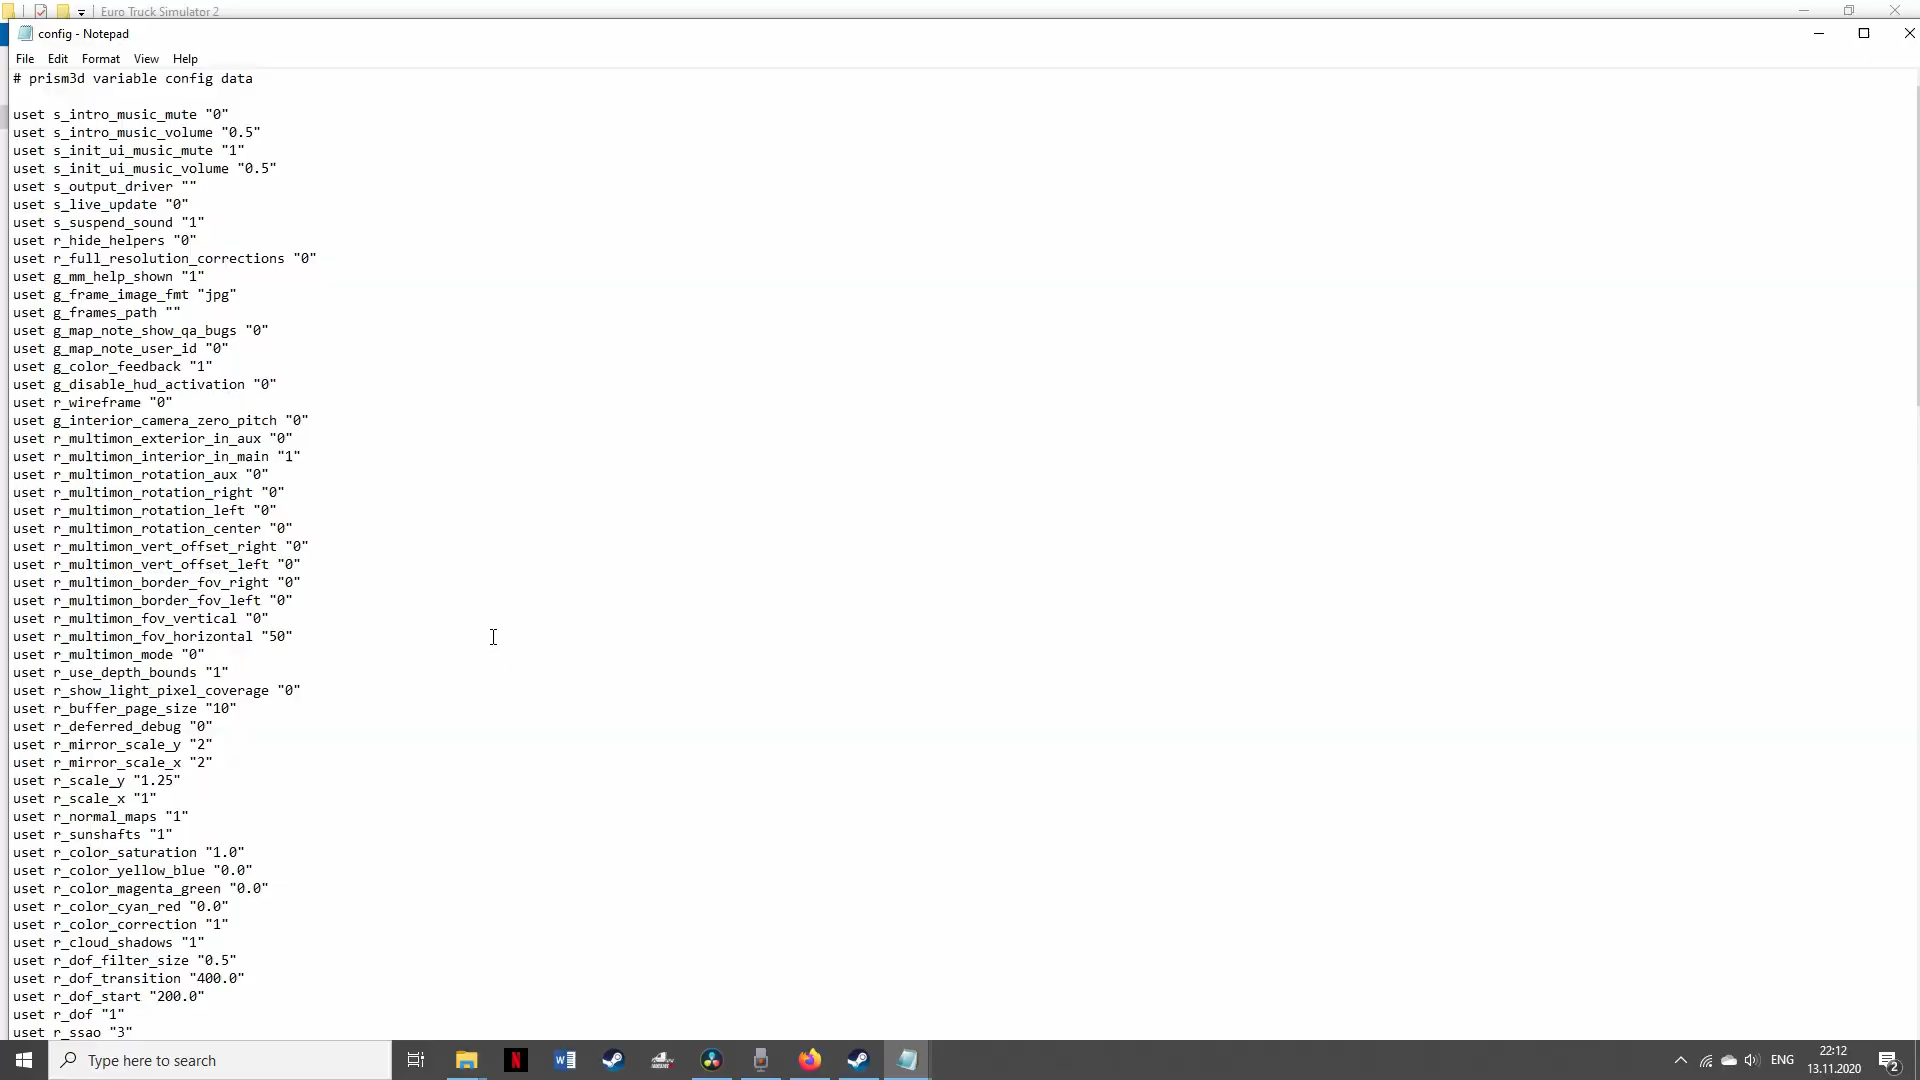 Euro Truck Simulator 2
config - Notepad
File Edit Format View Help
# prism3d variable config data
uset s_intro_music_mute "0"
uset s_intro_music_volume "0.5"
uset s_init_ui_music_mute "1"
uset s_init_ui_music_volume "0.5"
uset s_output_driver ""
uset s_live_update "0"
uset s_suspend_sound "1"
uset r_hide_helpers "0"
uset r_full_resolution_corrections "0"
uset g_mm_help_shown "1"
uset g_frame_image_fmt "jpg"
uset g_frames_path ""
uset g_map_note_show_qa_bugs "0"
uset g_map_note_user_id "0"
uset g_color_feedback "1"
uset g_disable_hud_activation "0"
uset r_wireframe "0"
uset g_interior_camera_zero_pitch "0"
uset r_multimon_exterior_in_aux "0"
uset r_multimon_interior_in_main "1"
uset r_multimon_rotation_aux "0"
uset r_multimon_rotation_right "0"
uset r_multimon_rotation_left "0"
uset r_multimon_rotation_center "0"
uset r_multimon_vert_offset_right "0"
uset r_multimon_vert_offset_left "0"
uset r_multimon_border_fov_right "0"
uset r_multimon_border_fov_left "0"
uset r_multimon_fov_vertical "0"
uset r_multimon_fov_horizontal "50"
uset r_multimon_mode "0"
uset r_use_depth_bounds "1"
uset r_show_light_pixel_coverage "0"
uset r_buffer_page_size "10"
uset r_deferred_debug "0"
uset r_mirror_scale_y "2"
uset r_mirror_scale_x "2"
uset r_scale_y "1.25"
uset r_scale_x "1"
uset r_normal_maps "1"
uset r_sunshafts "1"
uset r_color_saturation "1.0"
uset r_color_yellow_blue "0.0"
uset r_color_magenta_green "0.0"
uset r_color_cyan_red "0.0"
uset r_color_correction "1"
uset r_cloud_shadows "1"
uset r_dof_filter_size "0.5"
uset r_dof_transition "400.0"
uset r_dof_start "200.0"
uset r_dof "1"
uset r_ssao "3"
Type here to search
N
W
ENG
22:12
13.11.2020
2